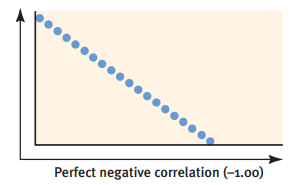 Perfect negative correlation (–1.00)